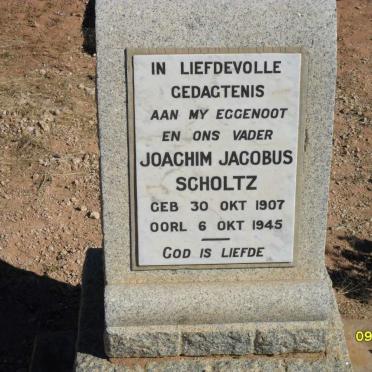 IN LIEFDEVOLLE
GEDAGTENIS
AAN MY EGGENOOT
EN ONS VADER
JOACHIM JACOBUS
SCHOLTZ
GEB 30 OKT 1907
OORL 6 OKT 1945
GOD IS LIEFDE
09